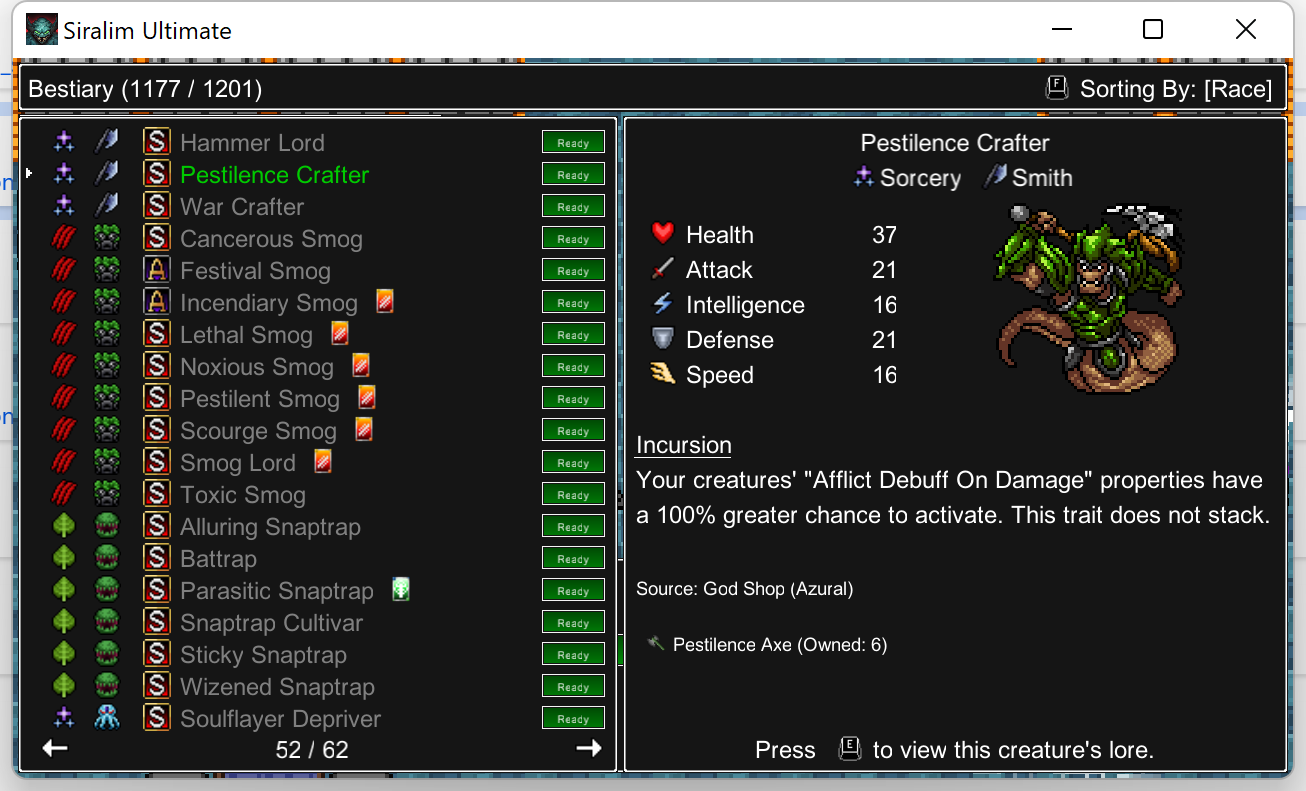 Siralim Ultimate
Bestiary (1177 / 1201)
F Sorting By: [Race]
S Hammer Lord Ready
S Pestilence Crafter Ready
S War Crafter Ready
S Cancerous Smog Ready
A Festival Smog Ready
A Incendiary Smog Ready
S Lethal Smog Ready
S Noxious Smog Ready
S Pestilent Smog Ready
S Scourge Smog Ready
S Smog Lord Ready
S Toxic Smog Ready
S Alluring Snaptrap Ready
S Battrap Ready
S Parasitic Snaptrap Ready
S Snaptrap Cultivar Ready
S Sticky Snaptrap Ready
S Wizened Snaptrap Ready
S Soulflayer Depriver Ready
52 / 62
Pestilence Crafter
Sorcery Smith
Health 37
Attack 21
Intelligence 16
Defense 21
Speed 16
Incursion
Your creatures' "Afflict Debuff On Damage" properties have
a 100% greater chance to activate. This trait does not stack.
Source: God Shop (Azural)
Pestilence Axe (Owned: 6)
Press E to view this creature's lore.